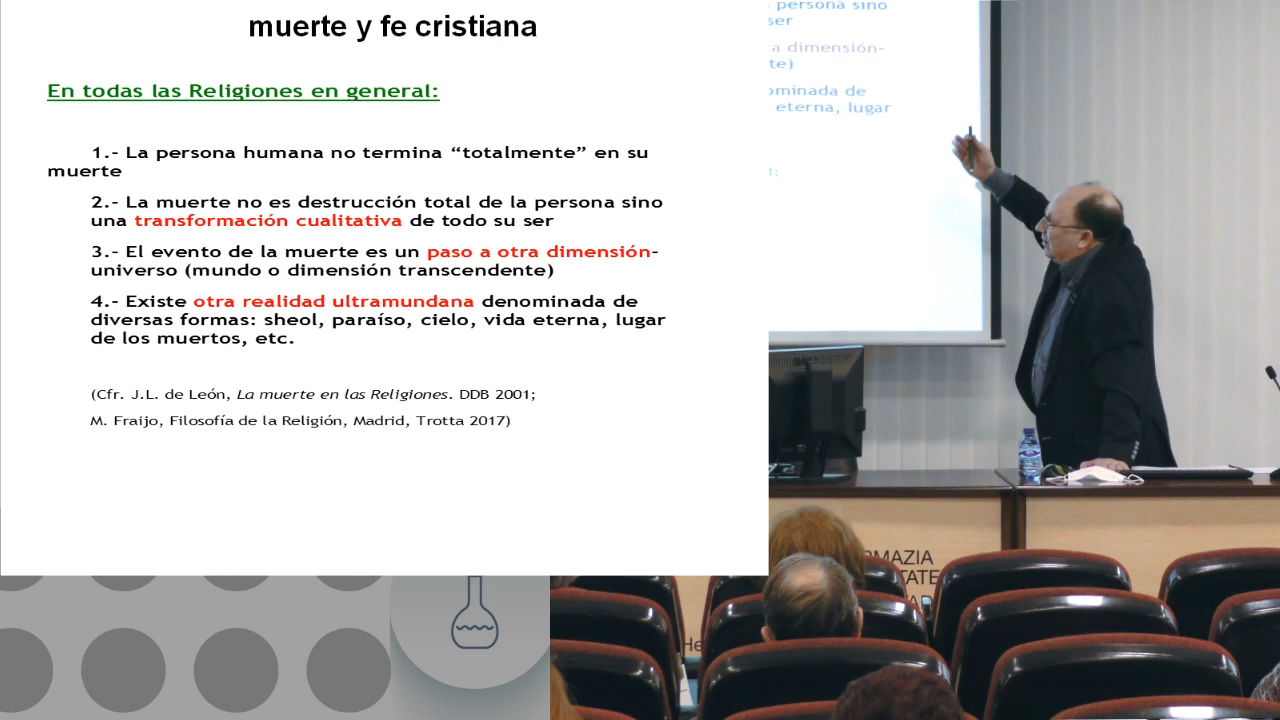 muerte y fe cristiana
En todas las Religiones en general:
1.- La persona humana no termina “totalmente” en su
muerte
2.- La muerte no es destrucción total de la persona sino
una transformación cualitativa de todo su ser
3.- El evento de la muerte es un paso a otra dimensión-
universo (mundo o dimensión transcendente)
4.- Existe otra realidad ultramundana denominada de
diversas formas: sheol, paraíso, cielo, vida eterna, lugar
de los muertos, etc.
(Cfr. J.L. de León, La muerte en las Religiones. DDB 2001;
M. Fraijo, Filosofía de la Religión, Madrid, Trotta 2017)
persona sino
ser
a dimensión-
te)
ominada de
eterna, lugar
1;
RMAZIA
TATE
He